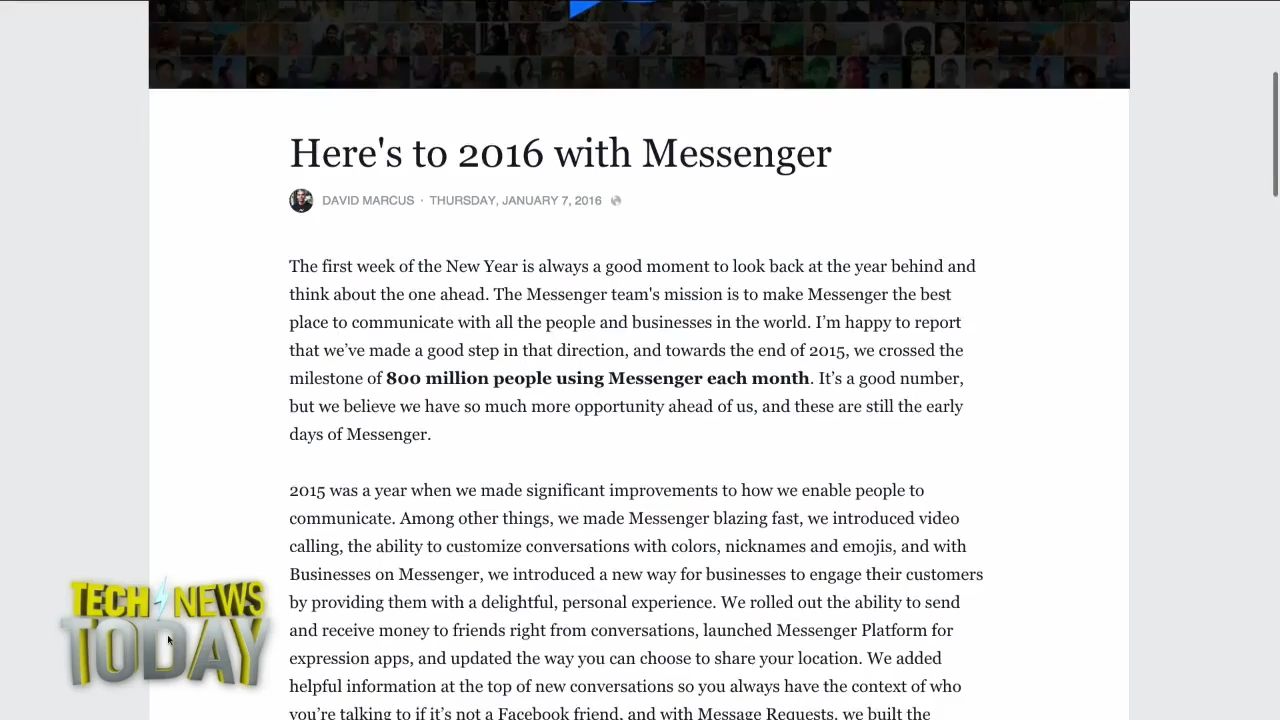 Here's to 2016 with Messenger
DAVID MARCUS · THURSDAY, JANUARY 7, 2016
The first week of the New Year is always a good moment to look back at the year behind and
think about the one ahead. The Messenger team's mission is to make Messenger the best
place to communicate with all the people and businesses in the world. I’m happy to report
that we’ve made a good step in that direction, and towards the end of 2015, we crossed the
milestone of 800 million people using Messenger each month. It’s a good number,
but we believe we have so much more opportunity ahead of us, and these are still the early
days of Messenger.
2015 was a year when we made significant improvements to how we enable people to
communicate. Among other things, we made Messenger blazing fast, we introduced video
calling, the ability to customize conversations with colors, nicknames and emojis, and with
Businesses on Messenger, we introduced a new way for businesses to engage their customers
by providing them with a delightful, personal experience. We rolled out the ability to send
and receive money to friends right from conversations, launched Messenger Platform for
expression apps, and updated the way you can choose to share your location. We added
helpful information at the top of new conversations so you always have the context of who
you’re talking to if it’s not a Facebook friend, and with Message Requests, we built the
TECH NEWS
TODAY